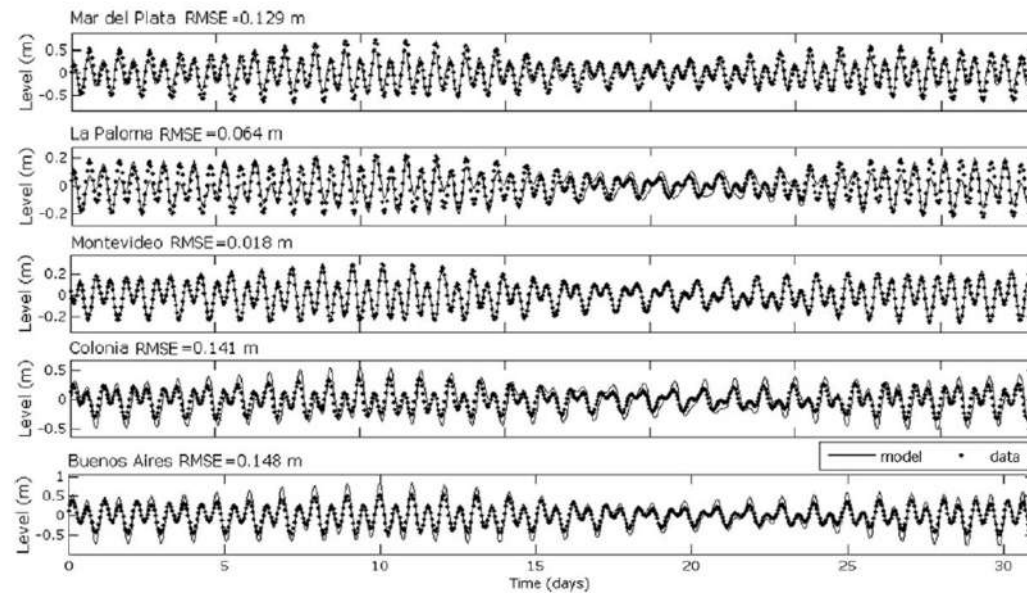 Mar del Plata RMSE=0.129 m
Level (m)
0.5
0
-0.5
La Paloma RMSE=0.064 m
Level (m)
0.2
0
-0.2
Montevideo RMSE=0.018 m
Level (m)
0.2
0
-0.2
Colonia RMSE=0.141 m
Level (m)
0.5
0
-0.5
model data
Buenos Aires RMSE=0.148 m
Level (m)
1
0.5
0
-0.5
0 5 10 15 20 25 30
Time (days)